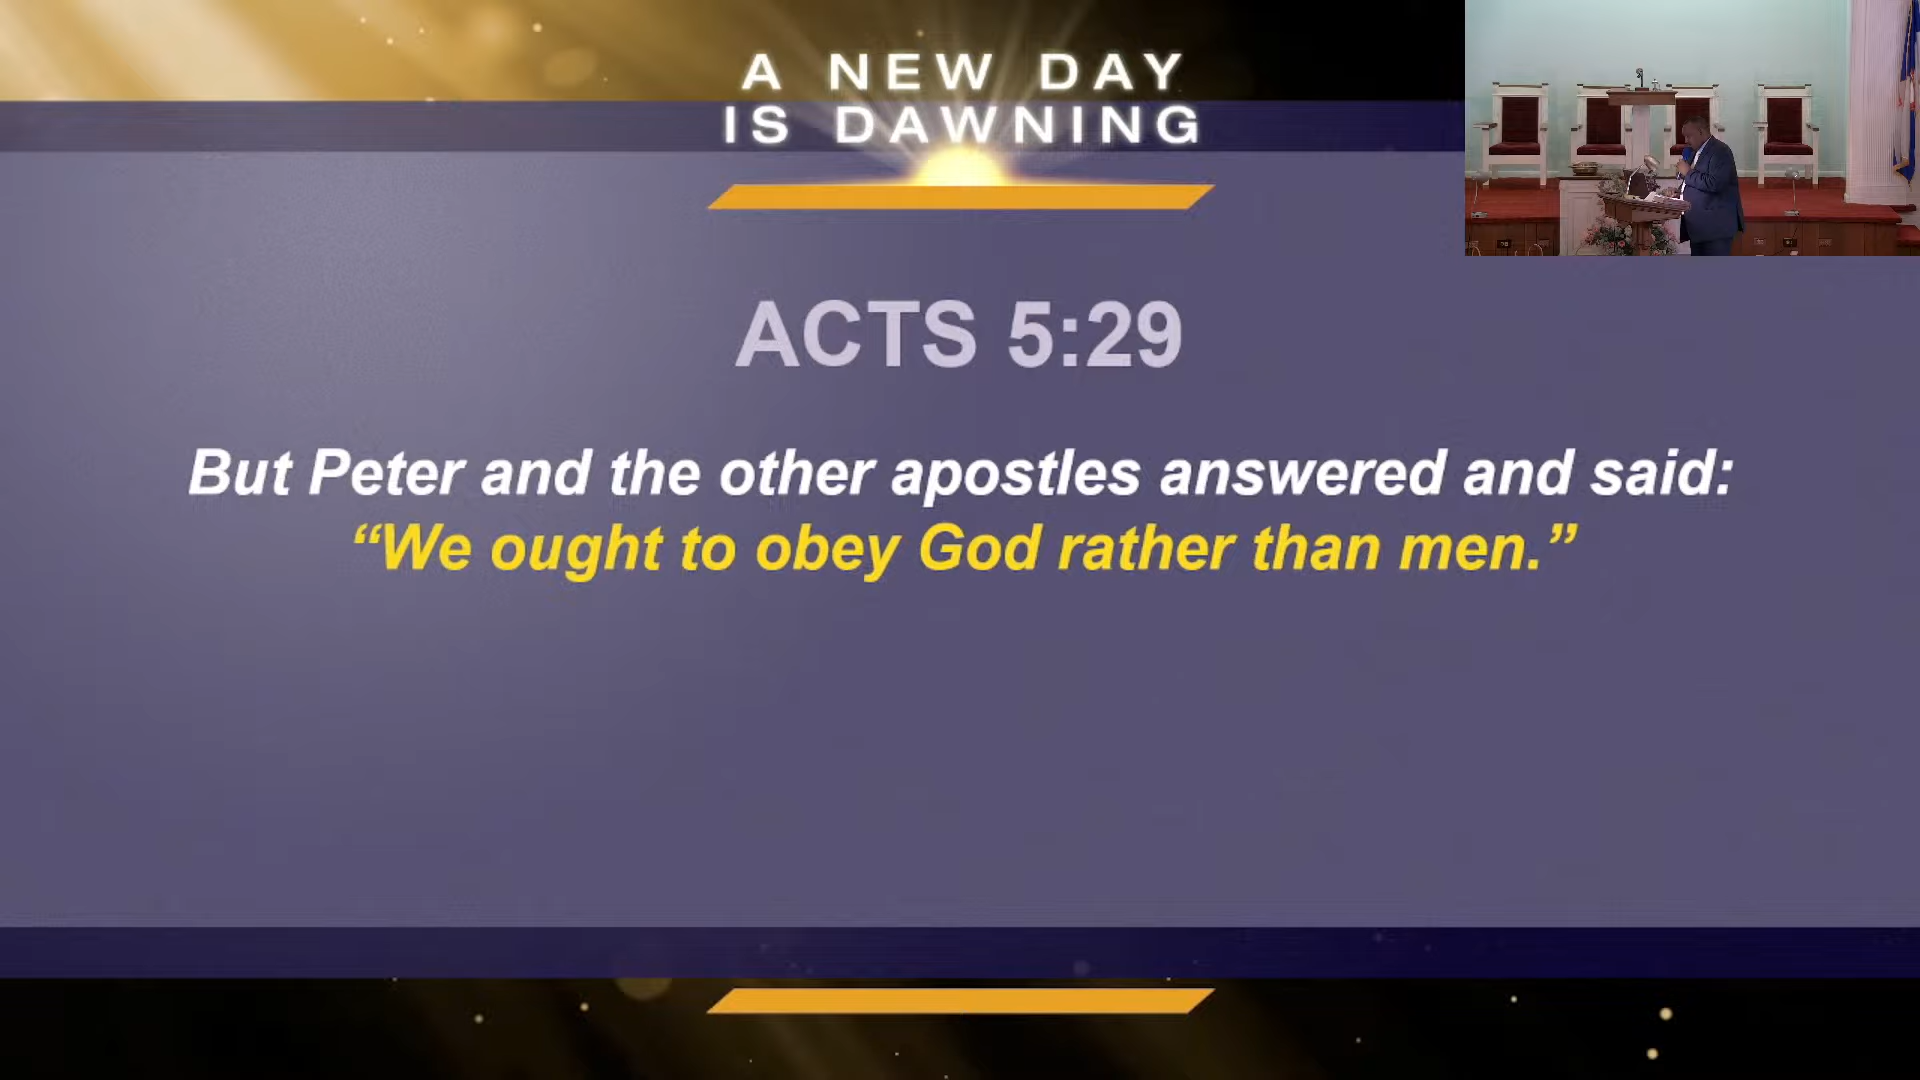 A NEW DAY
IS DAWNING
ACTS 5:29
But Peter and the other apostles answered and said:
“We ought to obey God rather than men.”